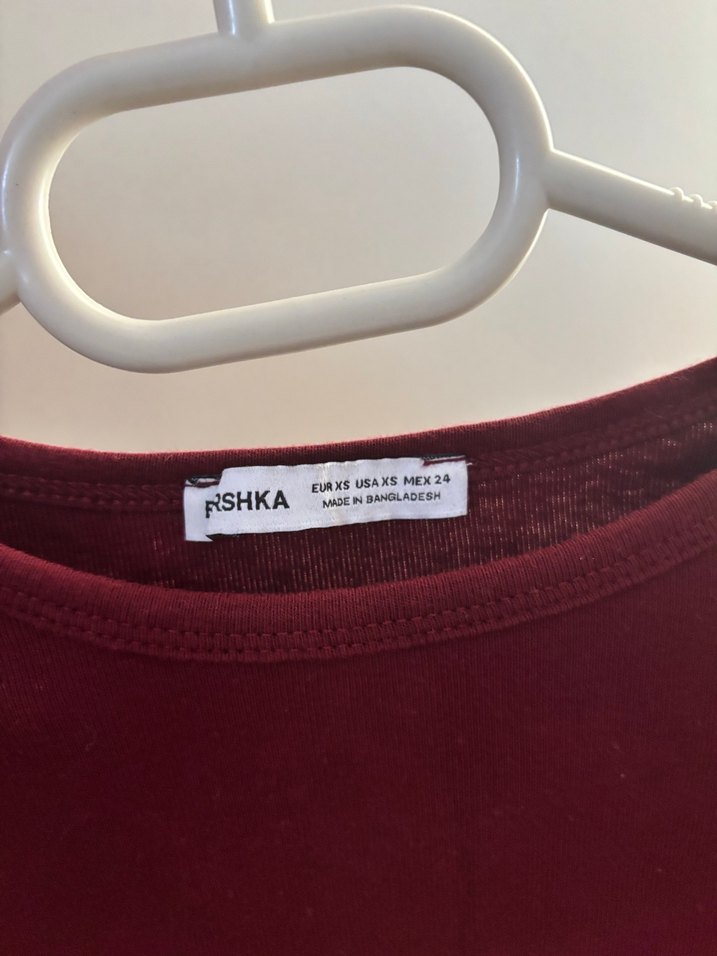 RSHKA
EUR XS USA XS MEX 24
MADE IN BANGLADESH